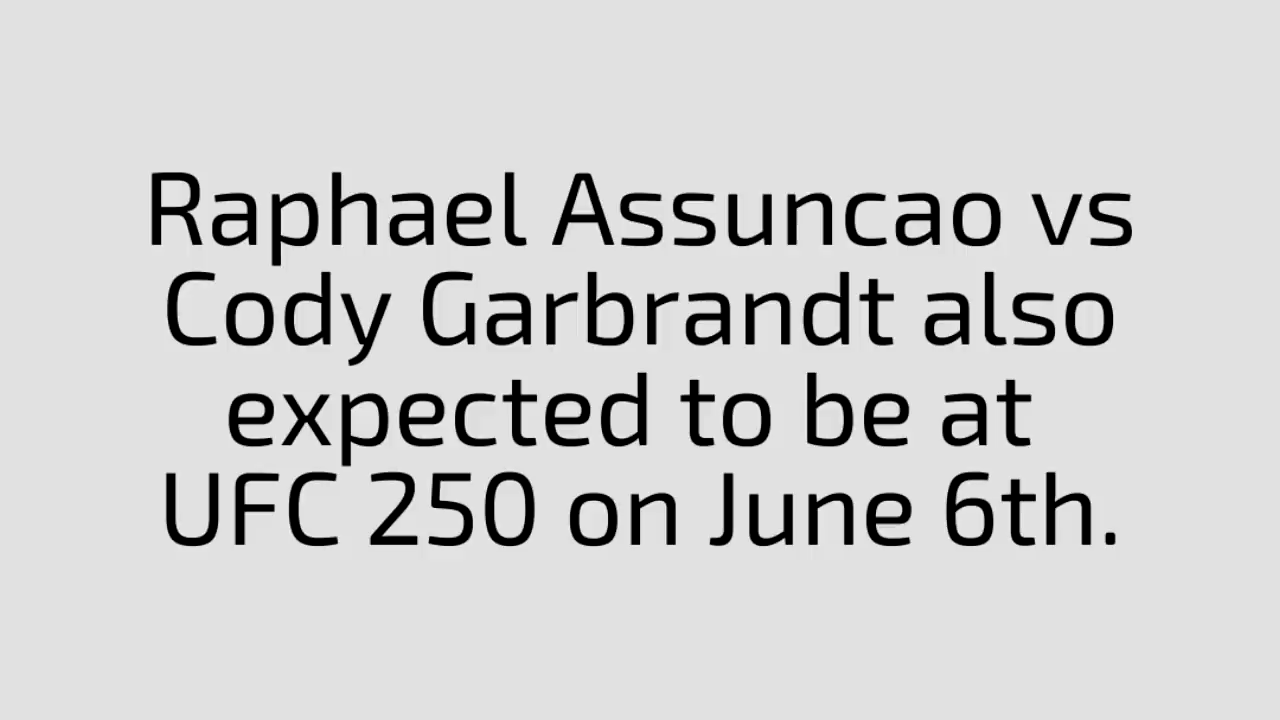 Raphael Assuncao vs
Cody Garbrandt also
expected to be at
UFC 250 on June 6th.